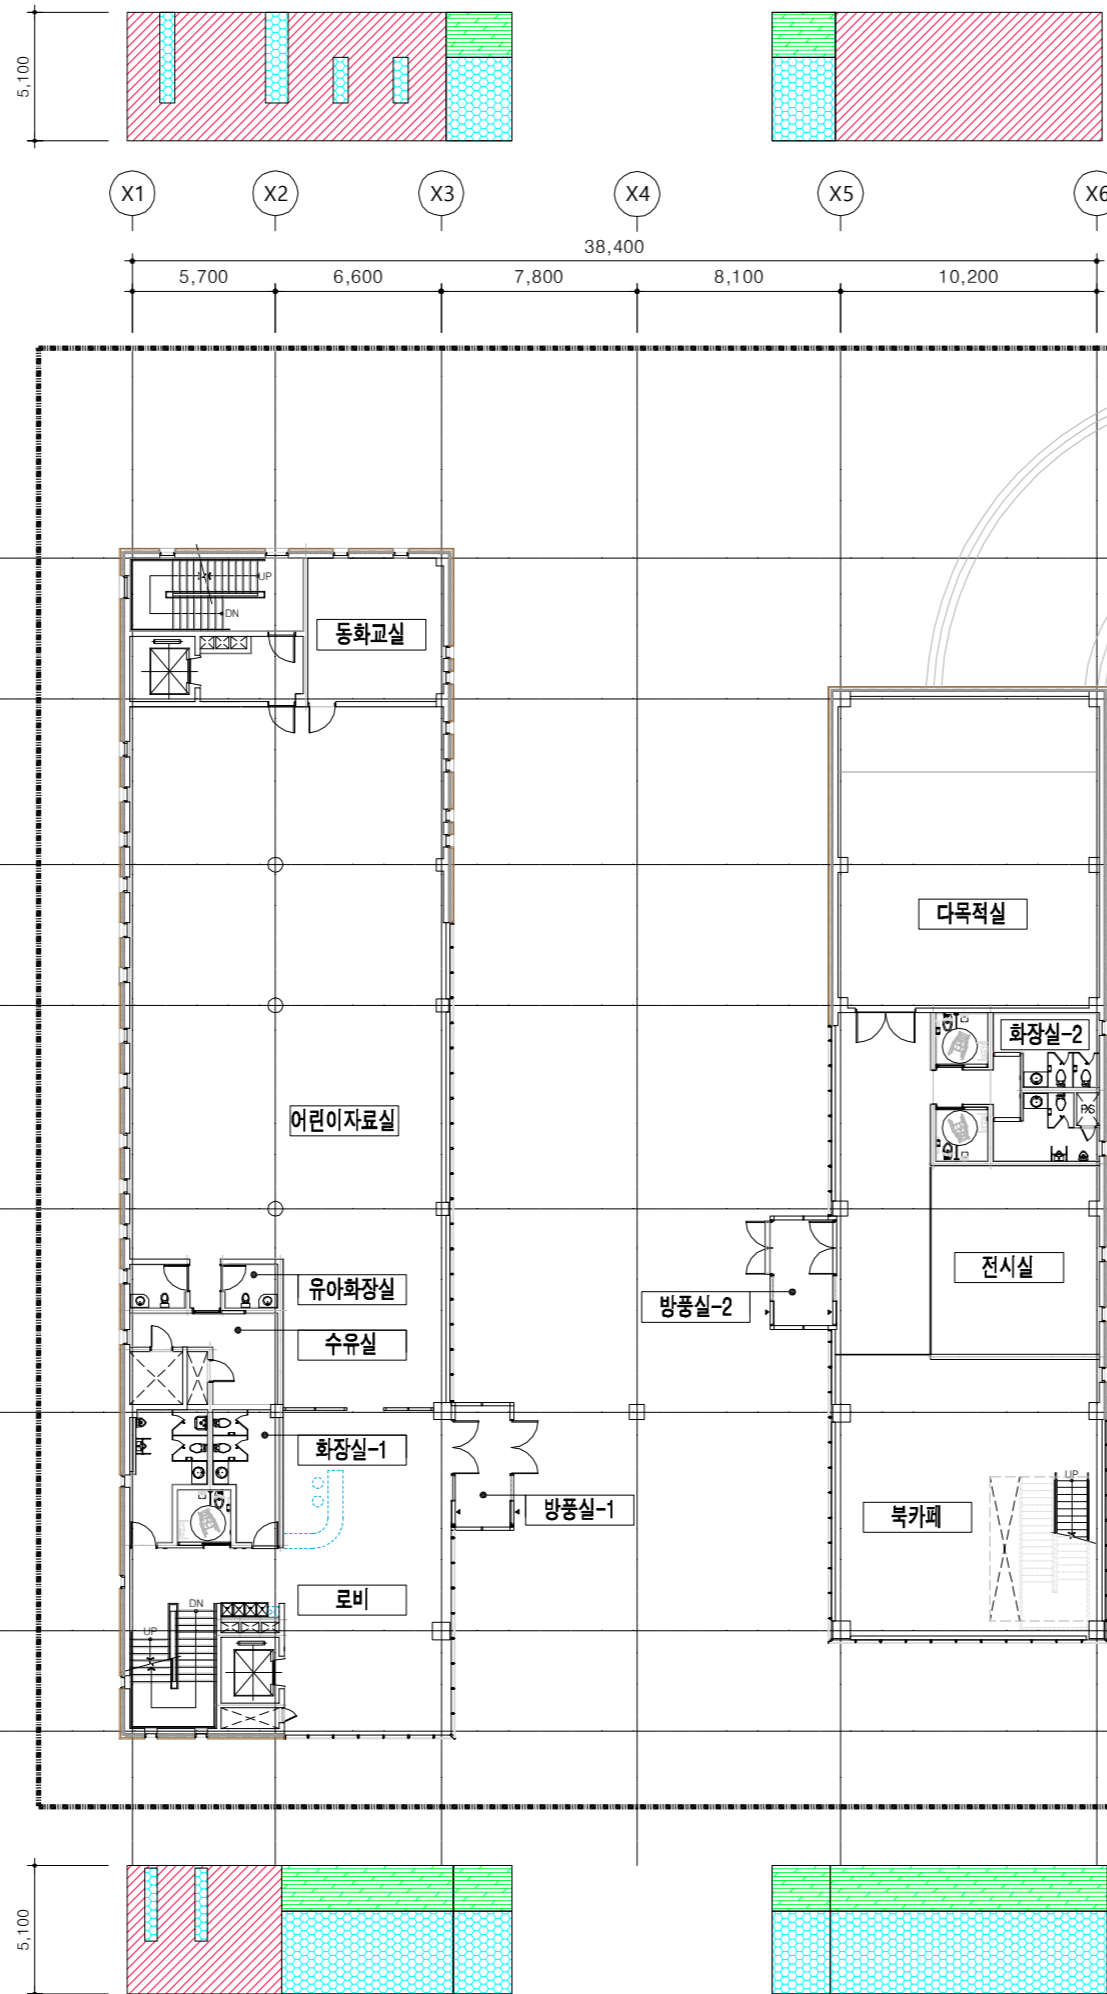 5,100
X1
X2
X3
X4
X5
X6
38,400
5,700
6,600
7,800
8,100
10,200
UP
DN
동화교실
다목적실
화장실-2
PS
어린이자료실
전시실
유아화장실
방풍실-2
수유실
화장실-1
UP
방풍실-1
북카페
로비
DN
UP
5,100